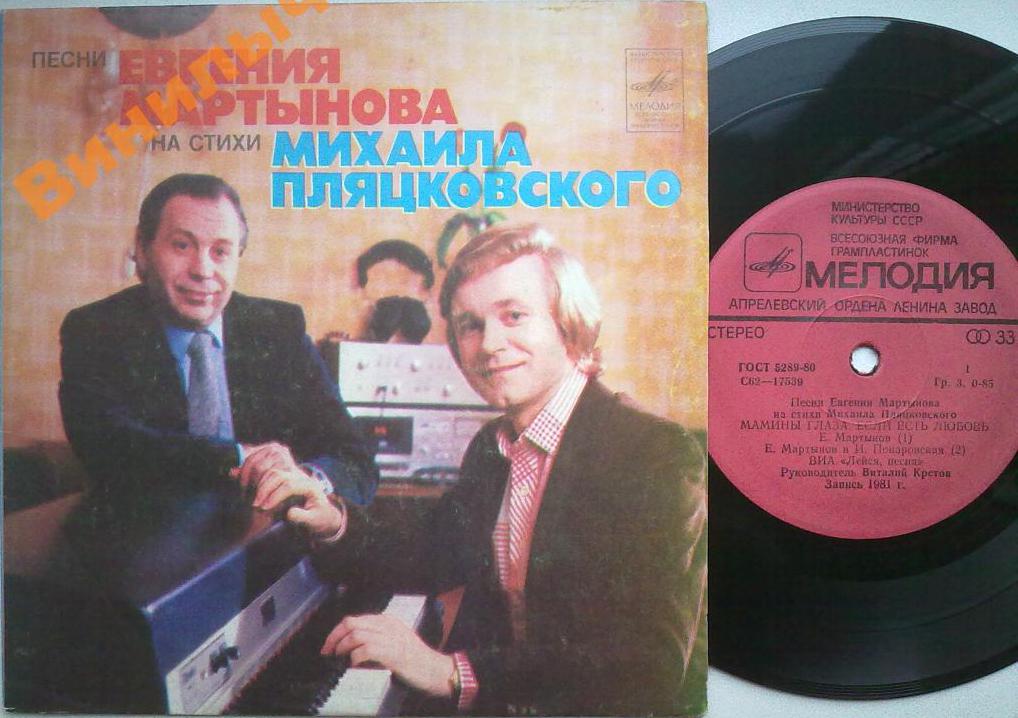 Винилыч
ПЕСНИ ЕВГЕНИЯ
МАРТЫНОВА
НА СТИХИ МИХАИЛА
ПЛЯЦКОВСКОГО
МЕЛОДИЯ
МИНИСТЕРСТВО
КУЛЬТУРЫ СССР
ВСЕСОЮЗНАЯ ФИРМА
ГРАМПЛАСТИНОК
МЕЛОДИЯ
АПРЕЛЕВСКИЙ ОРДЕНА ЛЕНИНА ЗАВОД
СТЕРЕО 33
ГОСТ 5289-80 1
С62—17539 Гр. 3. 0-85
Песни Евгения Мартынова
на стихи Михаила Пляцковского
МАМИНЫ ГЛАЗА. ЕСЛИ ЕСТЬ ЛЮБОВЬ
Е. Мартынов (1)
Е. Мартынов и И. Понаровская (2)
ВИА «Лейся, песня»
Руководитель Виталий Кретов
Запись 1981 г.